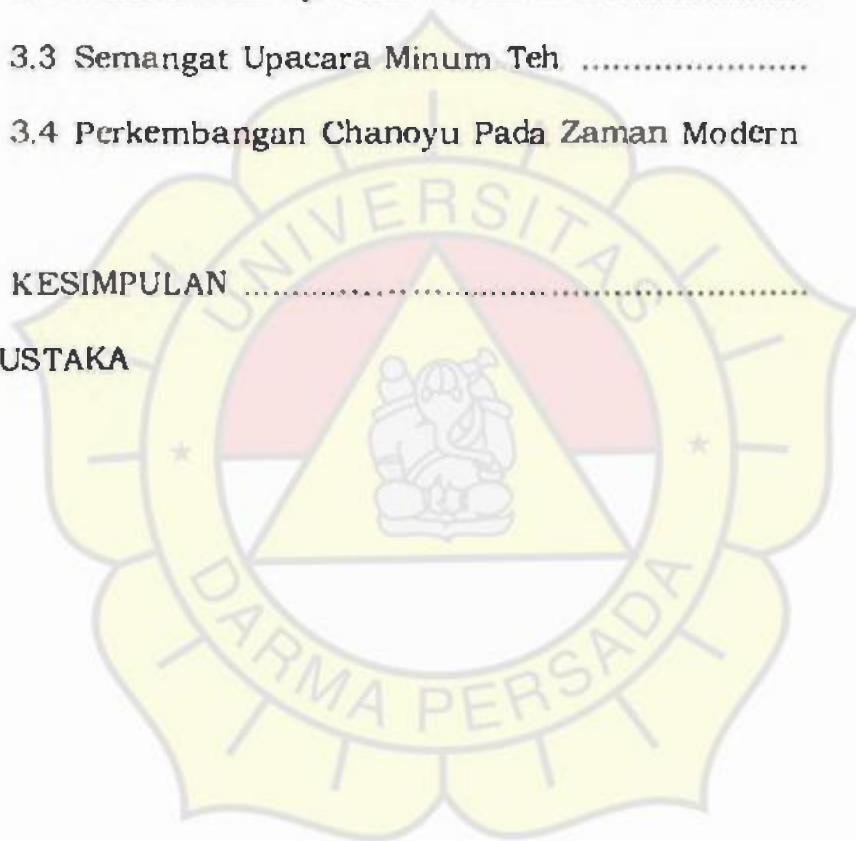 3.3 Semangat Upacara Minum Teh ......................
3.4 Perkembangan Chanoyu Pada Zaman Modern
KESIMPULAN .......................................................
USTAKA
UNIVERSITAS
DARMA PERSADA